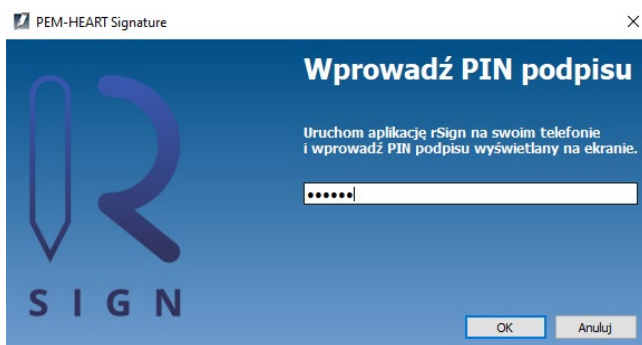 PEM-HEART Signature
Wprowadź PIN podpisu
Uruchom aplikację rSign na swoim telefonie
i wprowadź PIN podpisu wyświetlany na ekranie.
••••••
R
SIGN
OK
Anuluj